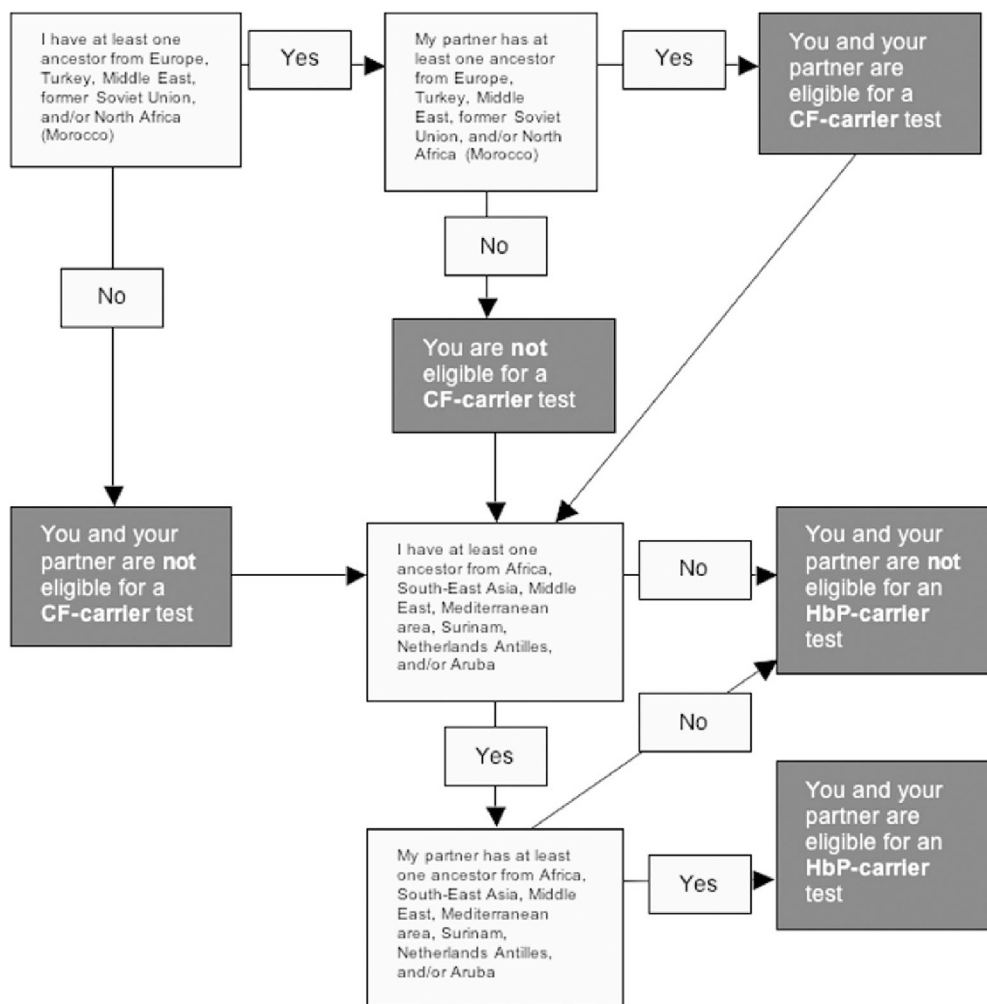 I have at least one
ancestor from Europe,
Turkey, Middle East,
former Soviet Union,
and/or North Africa
(Morocco)
Yes
My partner has at
least one ancestor
from Europe,
Turkey, Middle
East, former Soviet
Union, and/or North
Africa (Morocco)
Yes
You and your
partner are
eligible for a
CF-carrier test
No
No
You are not
eligible for a
CF-carrier test
You and your
partner are not
eligible for a
CF-carrier test
I have at least one
ancestor from Africa,
South-East Asia, Middle
East, Mediterranean
area, Surinam,
Netherlands Antilles,
and/or Aruba
No
You and your
partner are not
eligible for an
HbP-carrier
test
No
Yes
My partner has at least
one ancestor from Africa,
South-East Asia, Middle
East, Mediterranean
area, Surinam,
Netherlands Antilles,
and/or Aruba
Yes
You and your
partner are
eligible for an
HbP-carrier
test